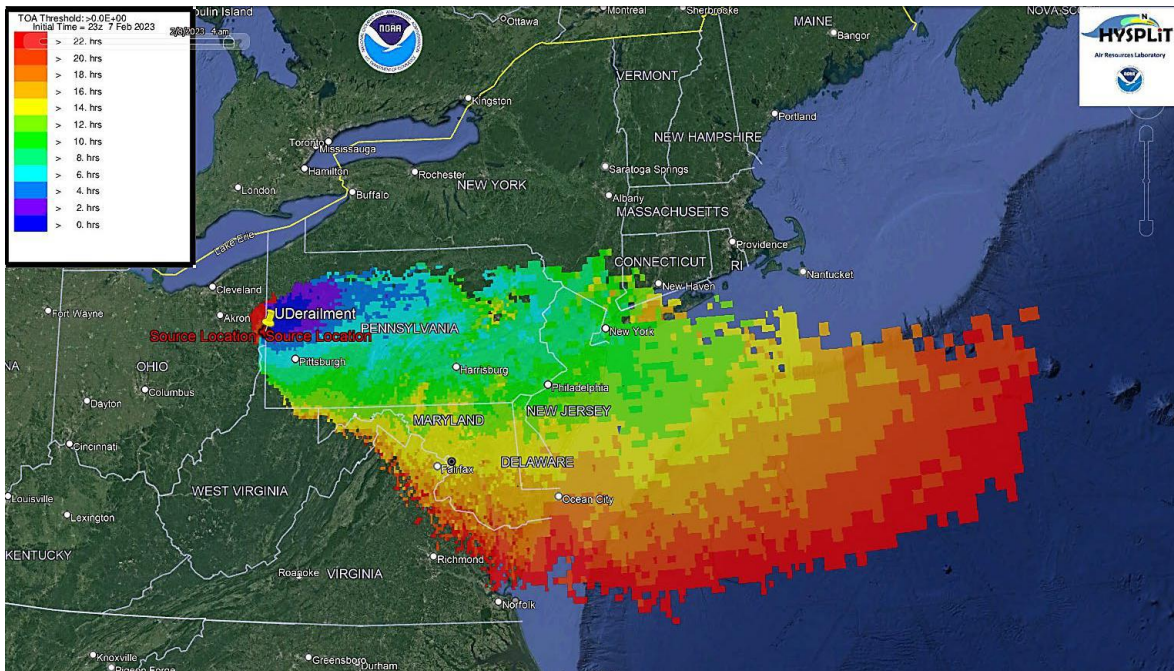 TOA Threshold: >0.0E+00
Initial Time = 23z 7 Feb 2023
> 22. hrs
> 20. hrs
> 18. hrs
> 16. hrs
> 14. hrs
> 12. hrs
> 10. hrs
> 8. hrs
> 6. hrs
> 4. hrs
> 2. hrs
> 0. hrs
NOAA
N
HYSPLIT
Air Resources Laboratory
Ottawa
Montreal
Sherbrooke
MAINE
Bangor
VERMONT
Kingston
Portland
Toronto
Mississauga
NEW HAMPSHIRE
Hamilton
Rochester
Saratoga Springs
London
Buffalo
NEW YORK
Albany
MASSACHUSETTS
Lake Erie
Providence
CONNECTICUT
RI
Nantucket
Cleveland
New Haven
Fort Wayne
Akron
UDerailment
PENNSYLVANIA
New York
Source Location
Source Location
OHIO
Pittsburgh
Harrisburg
Columbus
Philadelphia
Dayton
MARYLAND
NEW JERSEY
Cincinnati
Fairfax
DELAWARE
WEST VIRGINIA
Ocean City
Louisville
Lexington
KENTUCKY
Richmond
Roanoke
VIRGINIA
Norfolk
Knoxville
Greensboro
Durham